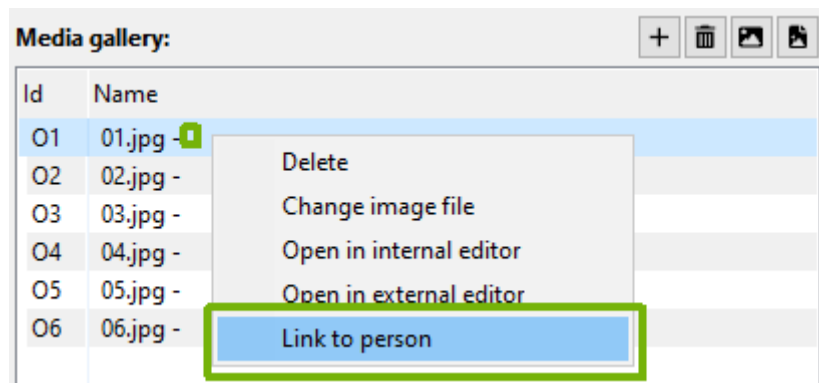 Media gallery:
Id Name
O1 01.jpg -
O2 02.jpg -
O3 03.jpg -
O4 04.jpg -
O5 05.jpg -
O6 06.jpg -
Delete
Change image file
Open in internal editor
Open in external editor
Link to person